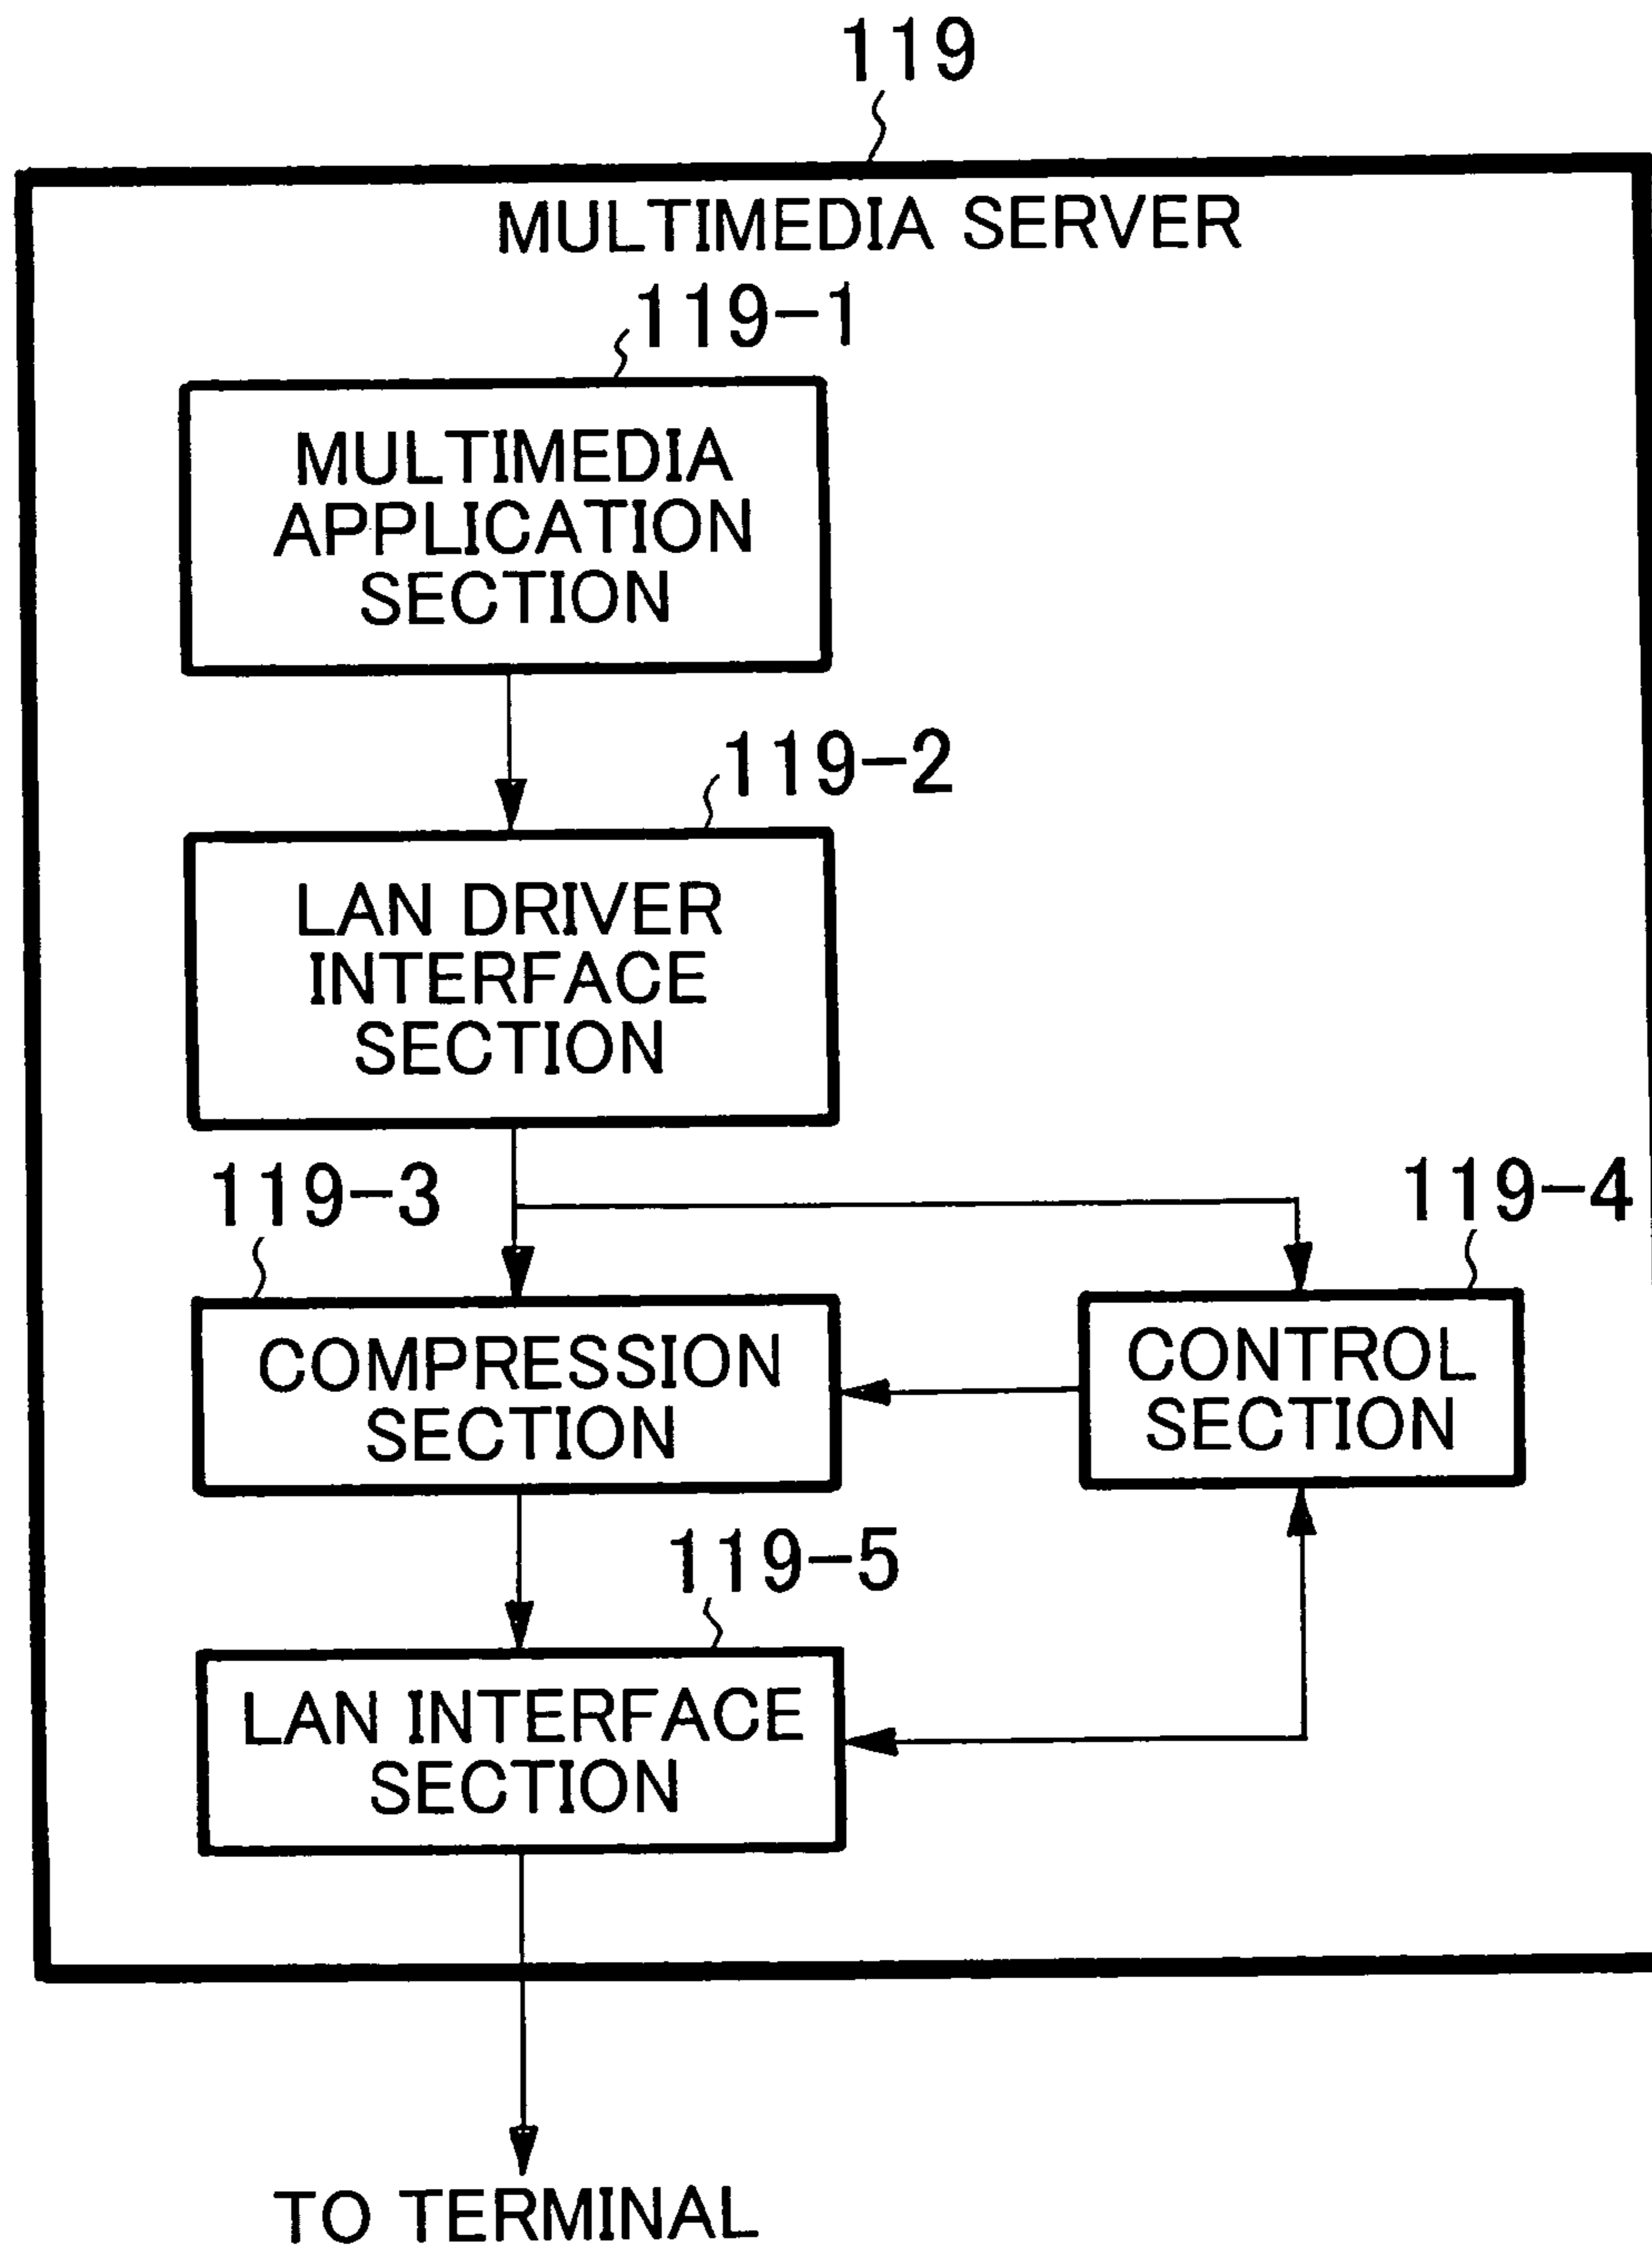 119
MULTIMEDIA SERVER
119-1
MULTIMEDIA
APPLICATION
SECTION
119-2
LAN DRIVER
INTERFACE
SECTION
119-3
119-4
COMPRESSION
SECTION
CONTROL
SECTION
119-5
LAN INTERFACE
SECTION
TO TERMINAL